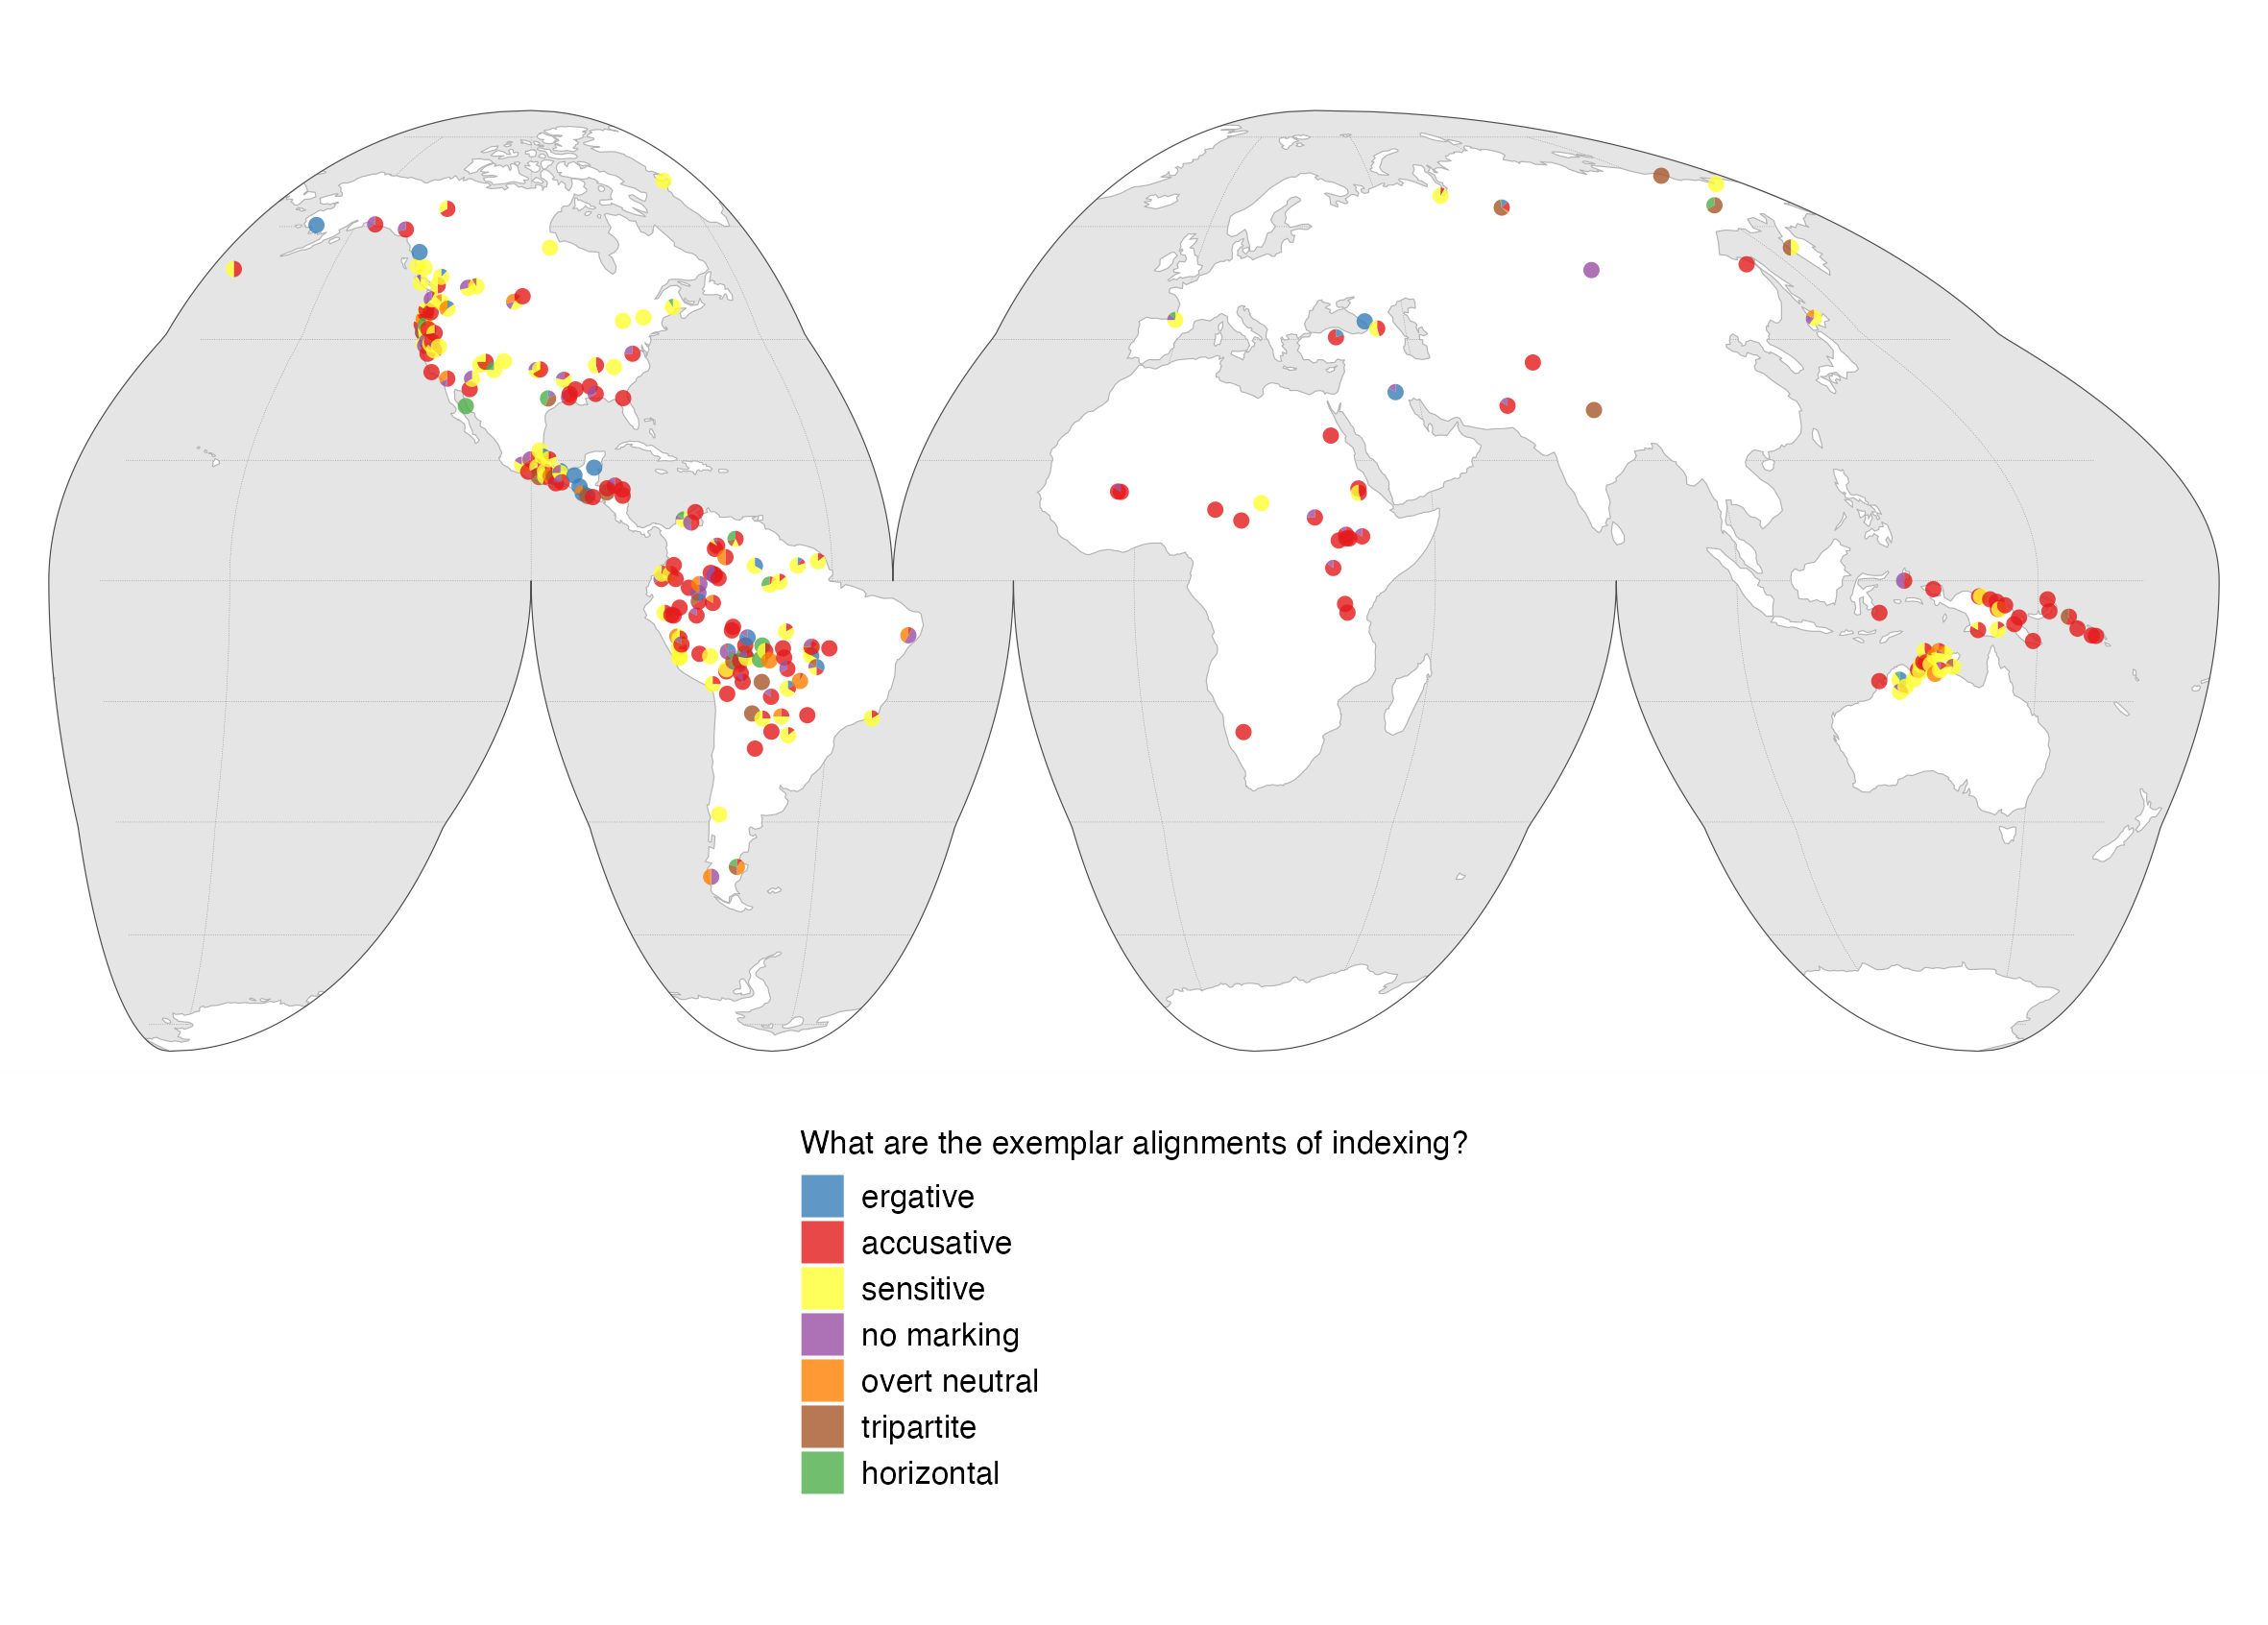 What are the exemplar alignments of indexing?
ergative
accusative
sensitive
no marking
overt neutral
tripartite
horizontal